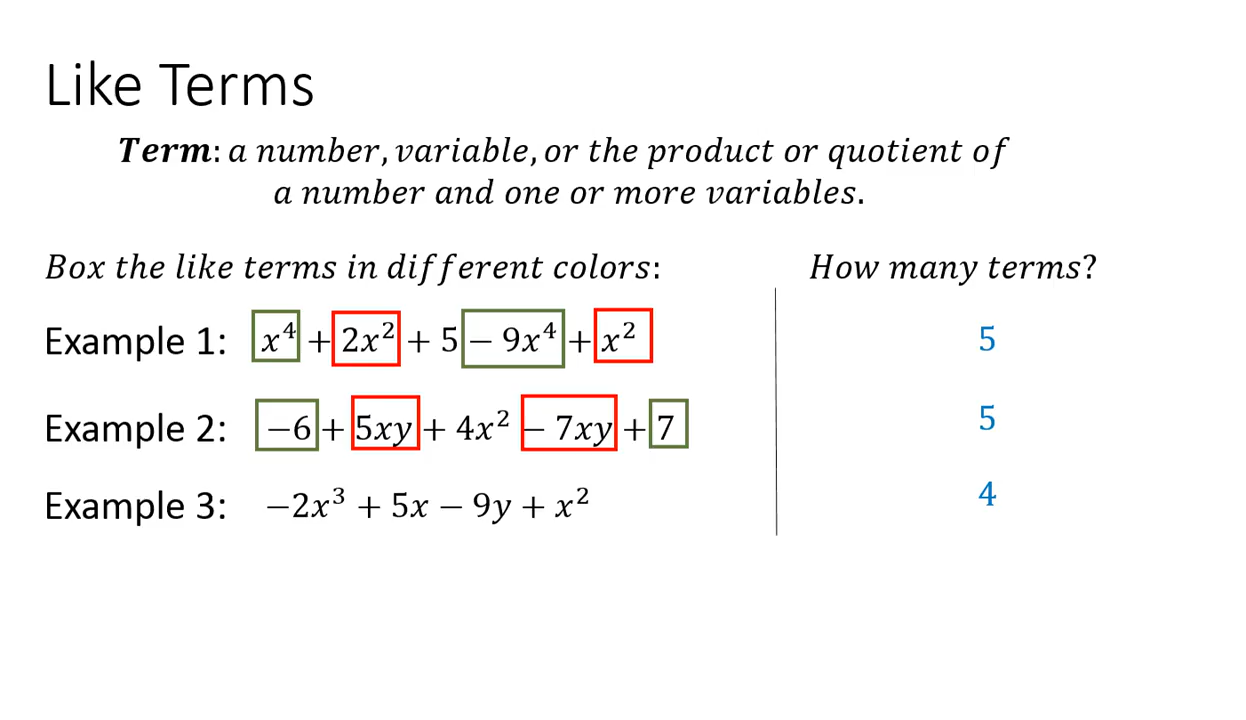 Like Terms
Term: a number, variable, or the product or quotient of
a number and one or more variables.
Box the like terms in different colors:
How many terms?
Example 1: x⁴ + 2x² + 5 − 9x⁴ + x²
5
Example 2: −6 + 5xy + 4x² − 7xy + 7
5
Example 3: −2x³ + 5x − 9y + x²
4